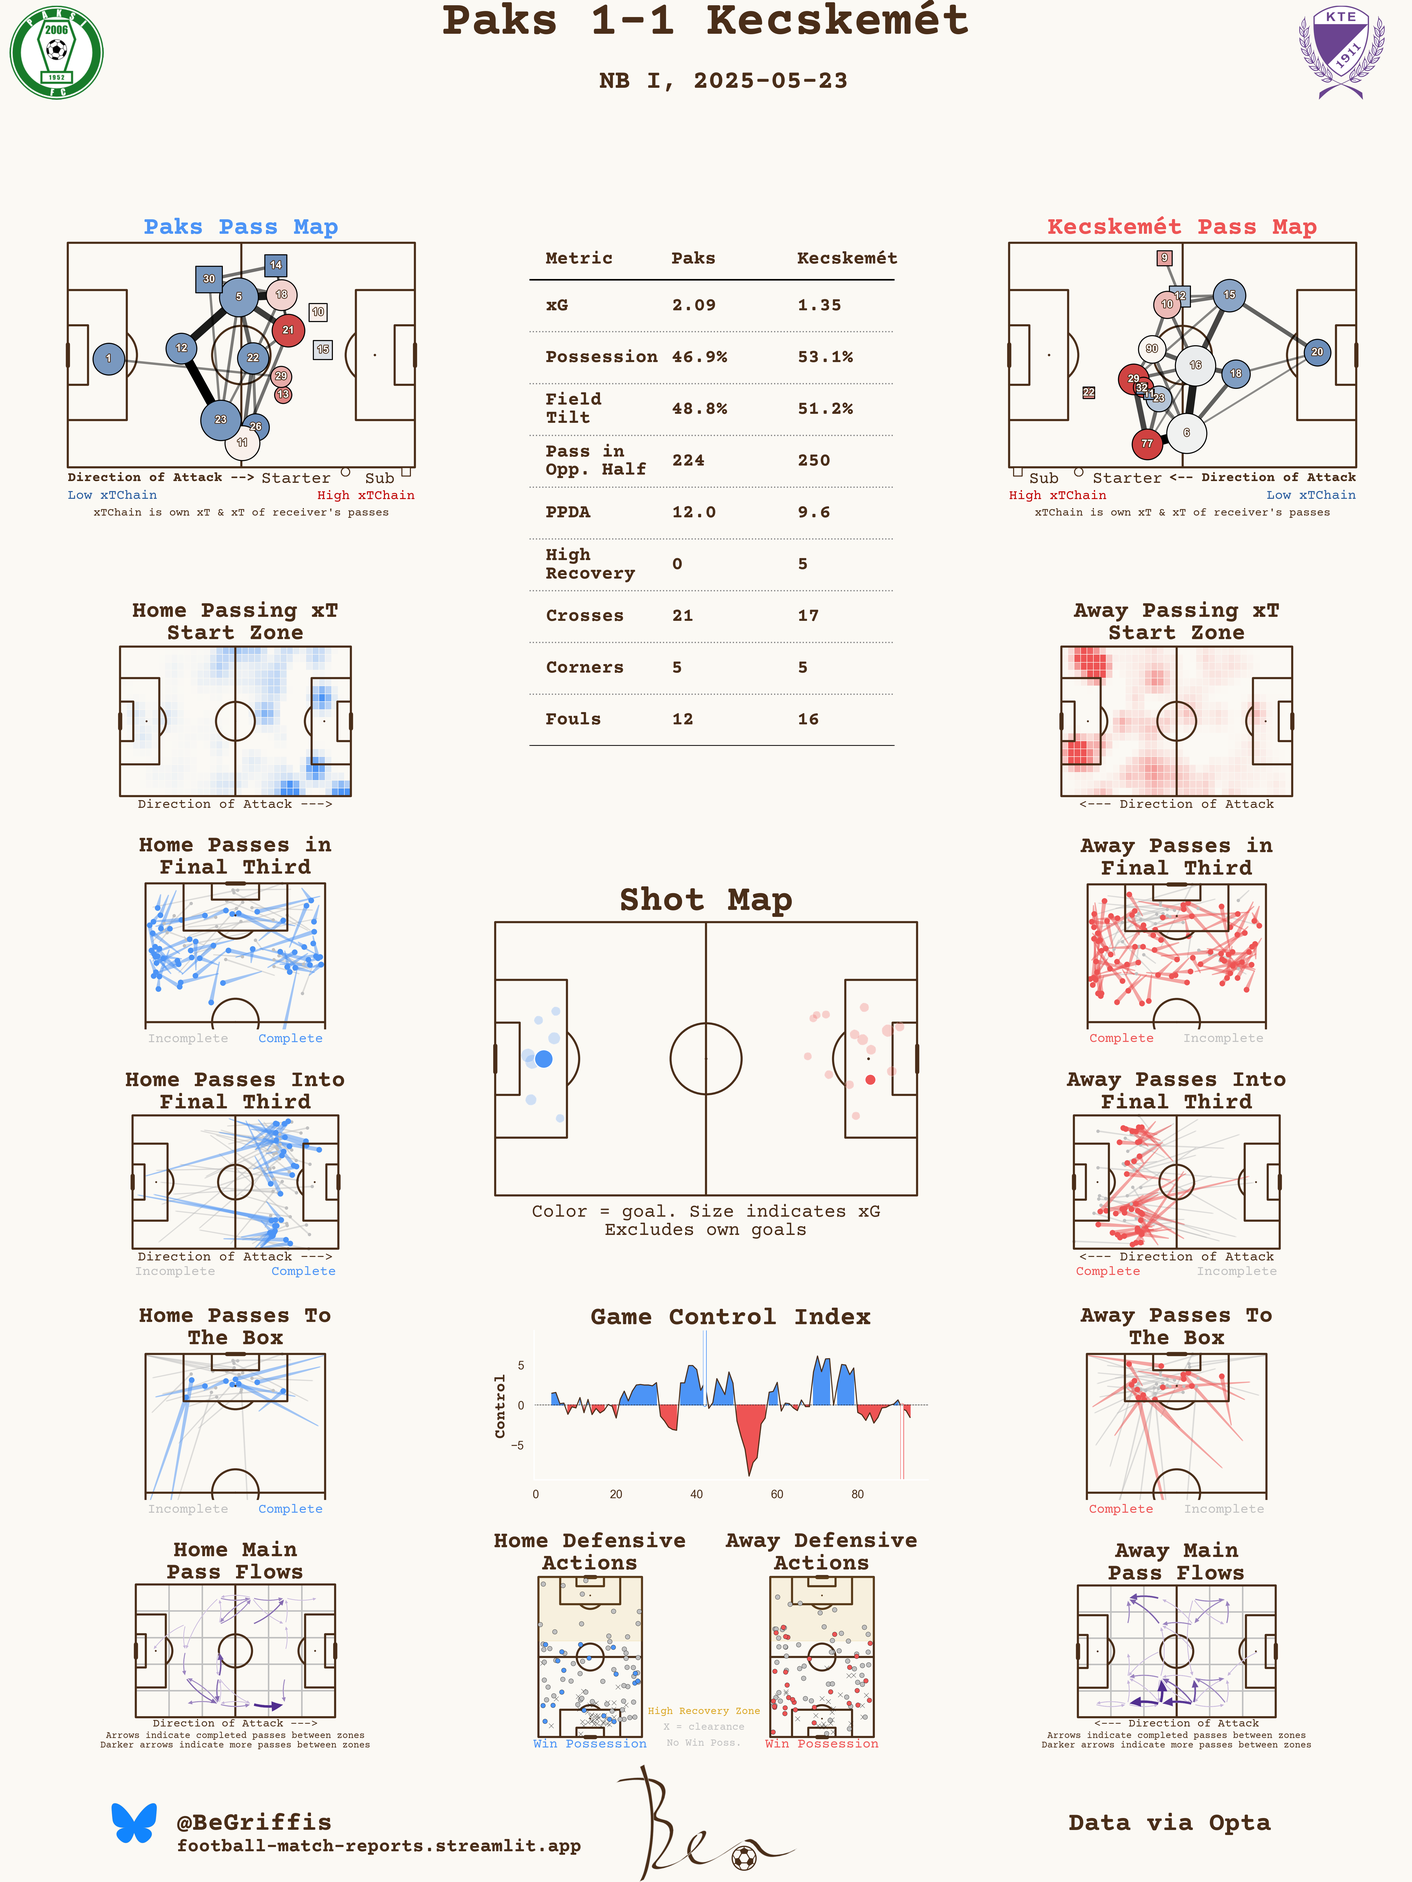 Paks 1-1 Kecskemét
NB I, 2025-05-23
PAKSI
2006
1952
FC
KTE
1911
Paks Pass Map
30
14
5
18
10
21
12
22
15
1
29
13
23
26
11
Direction of Attack --> Starter Sub
Low xTChain High xTChain
xTChain is own xT & xT of receiver's passes
Metric Paks Kecskemét
xG 2.09 1.35
Possession 46.9% 53.1%
Field
Tilt 48.8% 51.2%
Pass in
Opp. Half 224 250
PPDA 12.0 9.6
High
Recovery 0 5
Crosses 21 17
Corners 5 5
Fouls 12 16
Kecskemét Pass Map
9
12
15
10
90
20
16
18
29
32
11
23
22
6
77
Sub Starter <-- Direction of Attack
High xTChain Low xTChain
xTChain is own xT & xT of receiver's passes
Home Passing xT
Start Zone
Direction of Attack --->
Away Passing xT
Start Zone
<--- Direction of Attack
Home Passes in
Final Third
Incomplete Complete
Away Passes in
Final Third
Complete Incomplete
Shot Map
Color = goal. Size indicates xG
Excludes own goals
Home Passes Into
Final Third
Direction of Attack --->
Incomplete Complete
Away Passes Into
Final Third
<--- Direction of Attack
Complete Incomplete
Home Passes To
The Box
Incomplete Complete
Game Control Index
Control
5
0
−5
0 20 40 60 80
Away Passes To
The Box
Complete Incomplete
Home Main
Pass Flows
Direction of Attack --->
Arrows indicate completed passes between zones
Darker arrows indicate more passes between zones
Home Defensive
Actions
Win Possession
Away Defensive
Actions
Win Possession
High Recovery Zone
X = clearance
No Win Poss.
Away Main
Pass Flows
<--- Direction of Attack
Arrows indicate completed passes between zones
Darker arrows indicate more passes between zones
@BeGriffis
football-match-reports.streamlit.app
Ben
Data via Opta